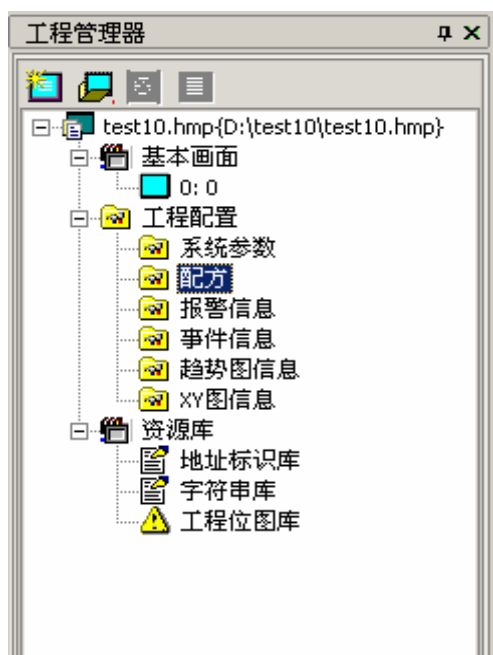 工程管理器
test10.hmp{D:\test10\test10.hmp}
基本画面
0: 0
工程配置
系统参数
配方
报警信息
事件信息
趋势图信息
XY图信息
资源库
地址标识库
字符串库
工程位图库